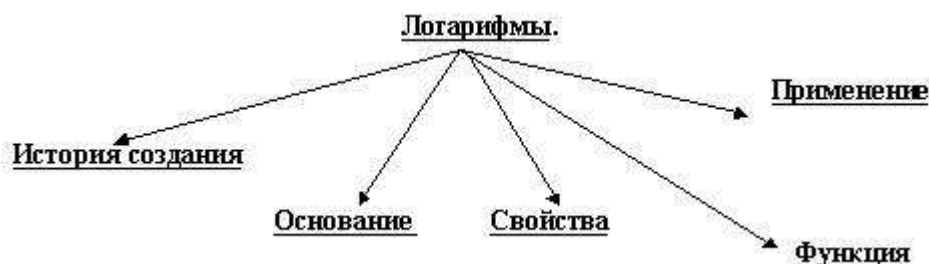 Логарифмы.
Применение
История создания
Основание
Свойства
Функция